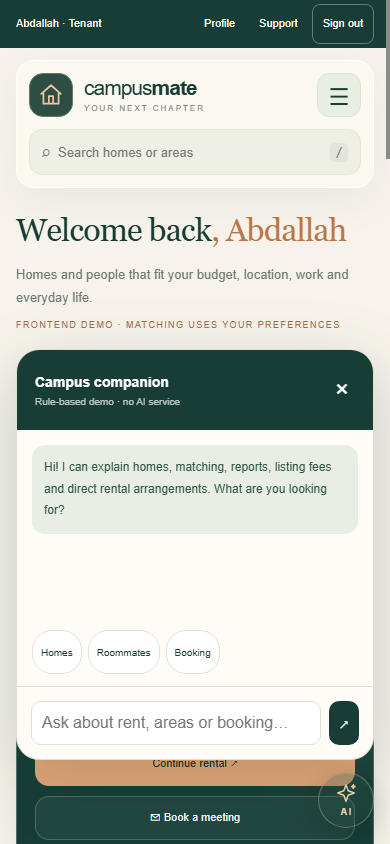 Abdallah · Tenant
Profile
Support
Sign out
campusmate
YOUR NEXT CHAPTER
Search homes or areas
/
Welcome back, Abdallah
Homes and people that fit your budget, location, work and
everyday life.
FRONTEND DEMO · MATCHING USES YOUR PREFERENCES
Campus companion
Rule-based demo · no AI service
Hi! I can explain homes, matching, reports, listing fees
and direct rental arrangements. What are you looking
for?
Homes
Roommates
Booking
Ask about rent, areas or booking…
Continue rental ↗
Book a meeting
AI